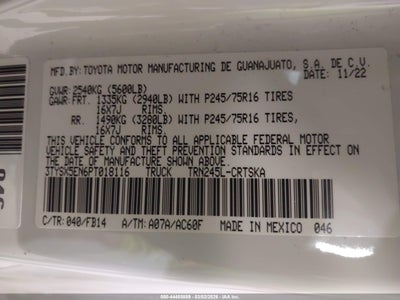 MFD.BY:TOYOTA MOTOR MANUFACTURING DE GUANAJUATO, S.A. DE C.V.
11/22
GVWR: 2540KG (5600LB)
GAWR: FRT. 1335KG (2940LB) WITH P245/75R16 TIRES
16X7J RIMS,
RR. 1490KG (3280LB) WITH P245/75R16 TIRES,
16X7J RIMS.
THIS VEHICLE CONFORMS TO ALL APPLICABLE FEDERAL MOTOR
VEHICLE SAFETY AND THEFT PREVENTION STANDARDS IN EFFECT
ON THE DATE OF MANUFACTURE SHOWN ABOVE.
3TYSX5EN6PT018116 TRUCK TRN245L-CRTSKA
C/TR: 040/FB14 A/TM: A07A/AC60F MADE IN MEXICO 046